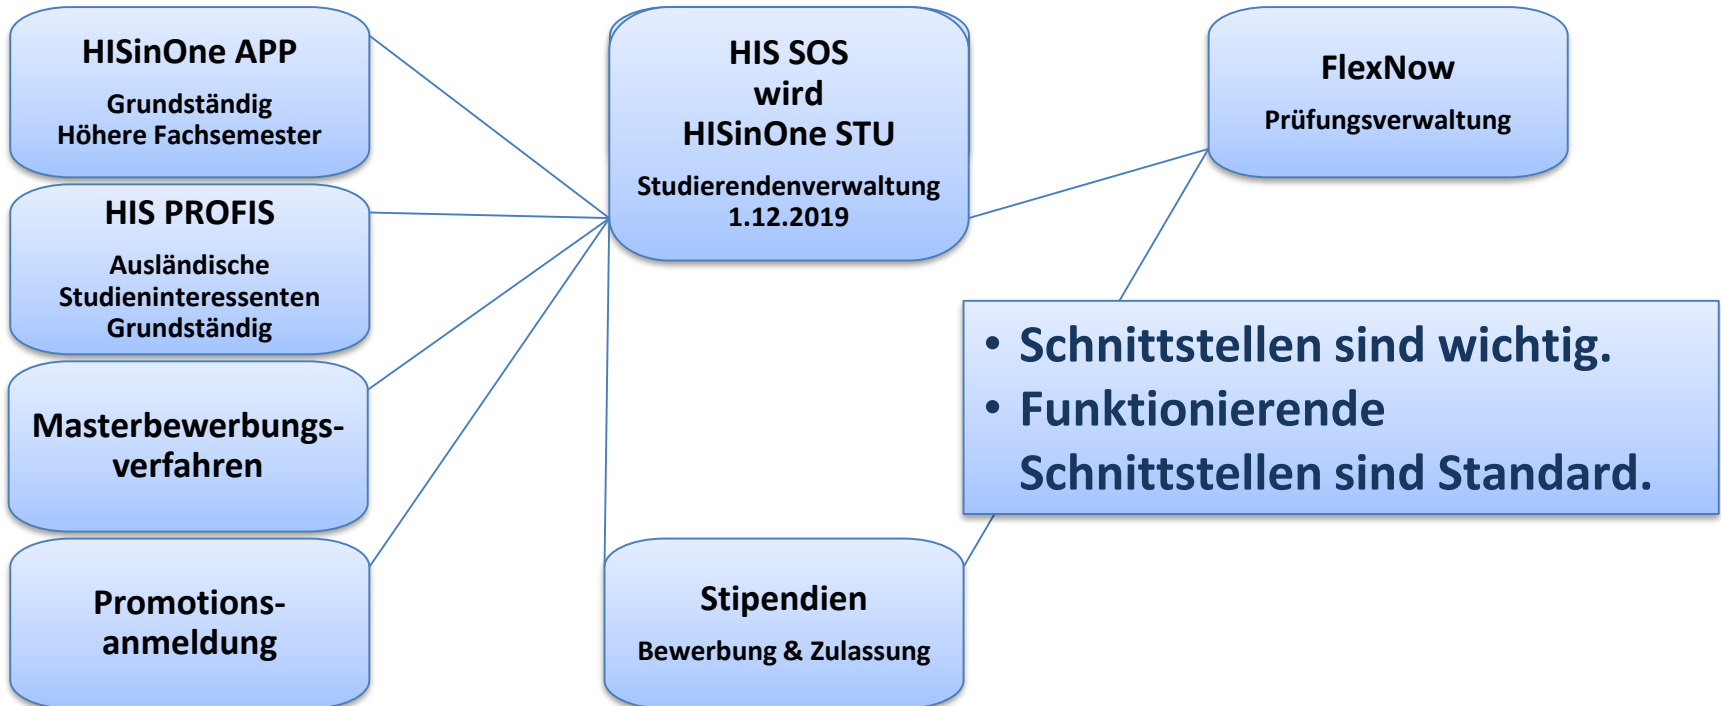 HISinOne APP
Grundständig
Höhere Fachsemester
HIS PROFIS
Ausländische
Studieninteressenten
Grundständig
Masterbewerbungs-
verfahren
Promotions-
anmeldung
HIS SOS
wird
HISinOne STU
Studierendenverwaltung
1.12.2019
Stipendien
Bewerbung & Zulassung
FlexNow
Prüfungsverwaltung
• Schnittstellen sind wichtig.
• Funktionierende
Schnittstellen sind Standard.